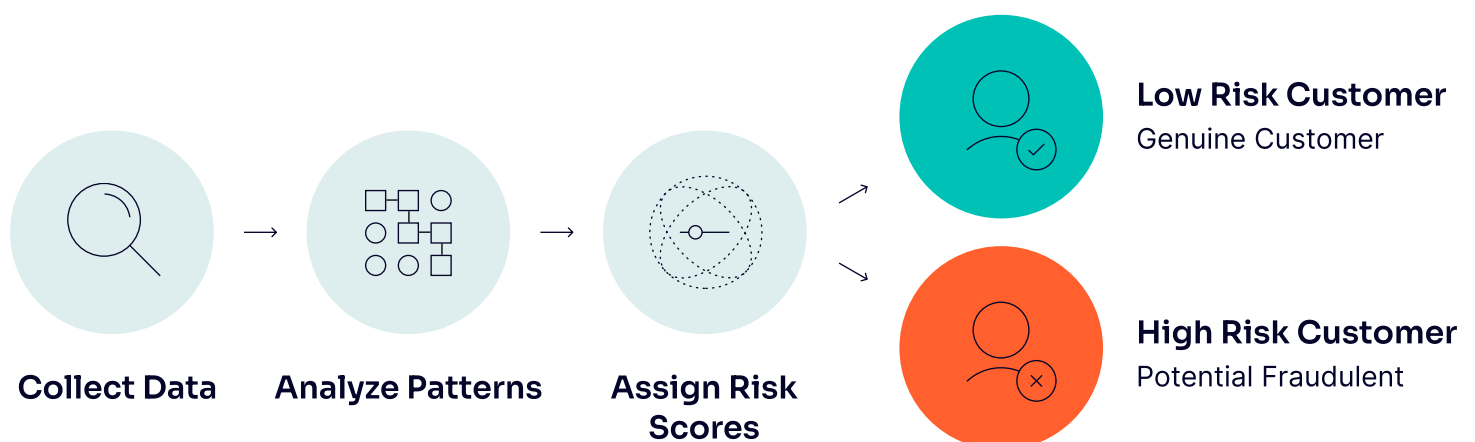 Collect Data
Analyze Patterns
Assign Risk
Scores
Low Risk Customer
Genuine Customer
High Risk Customer
Potential Fraudulent